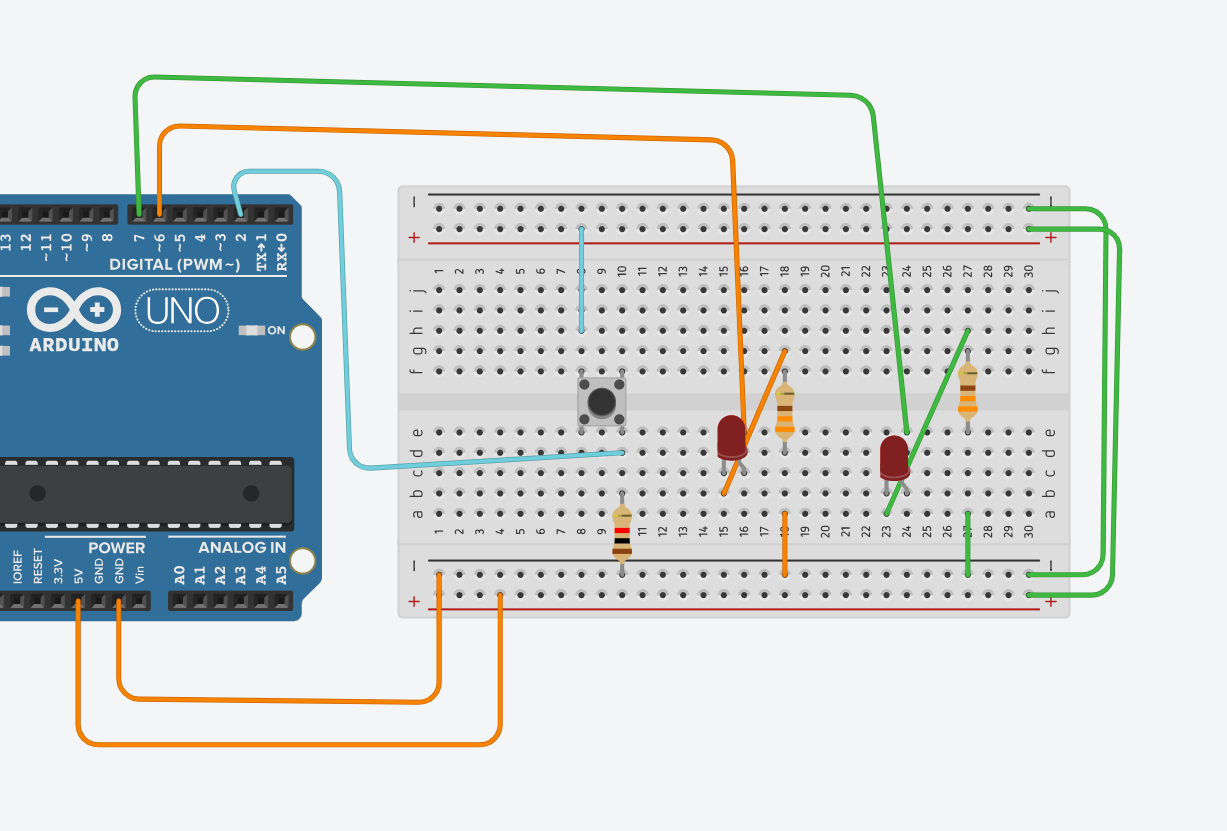 − −
+ +
1 2 3 4 5 6 7 8 9 10 11 12 13 14 15 16 17 18 19 20 21 22 23 24 25 26 27 28 29 30
j j
i i
h h
g g
f f
e e
d d
c c
b b
a a
1 2 3 4 5 6 7 8 9 10 11 12 13 14 15 16 17 18 19 20 21 22 23 24 25 26 27 28 29 30
− −
+ +
13 12 ~11 ~10 ~9 8 7 ~6 ~5 4 ~3 2 TX→1 RX←0
DIGITAL (PWM ~)
UNO
ON
ARDUINO
POWER ANALOG IN
IOREF RESET 3.3V 5V GND GND Vin A0 A1 A2 A3 A4 A5